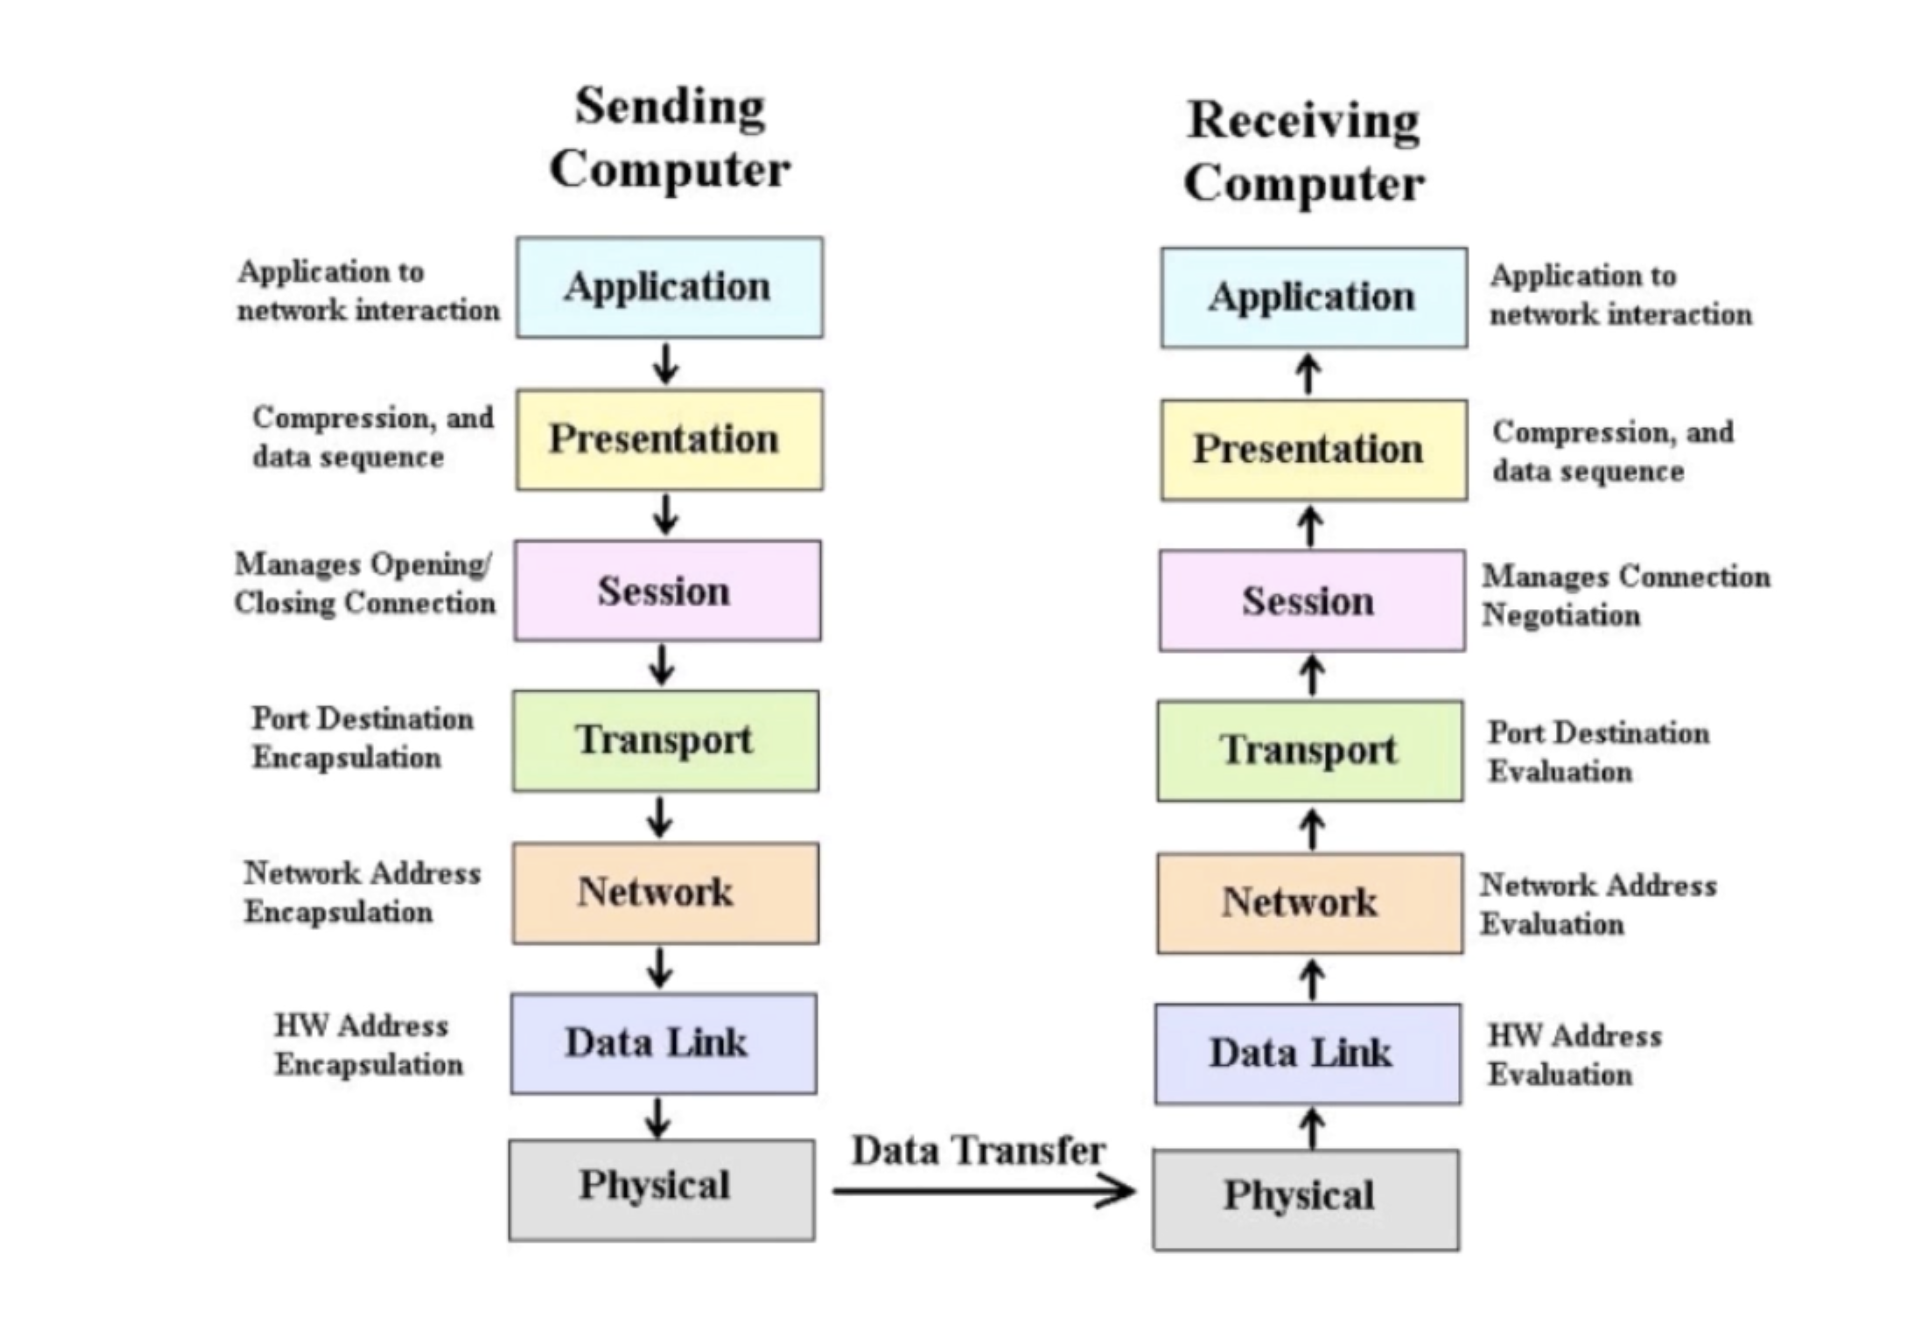 Sending
Computer
Application to
network interaction
Application
Compression, and
data sequence
Presentation
Manages Opening/
Closing Connection
Session
Port Destination
Encapsulation
Transport
Network Address
Encapsulation
Network
HW Address
Encapsulation
Data Link
Physical
Data Transfer
Receiving
Computer
Application
Application to
network interaction
Presentation
Compression, and
data sequence
Session
Manages Connection
Negotiation
Transport
Port Destination
Evaluation
Network
Network Address
Evaluation
Data Link
HW Address
Evaluation
Physical